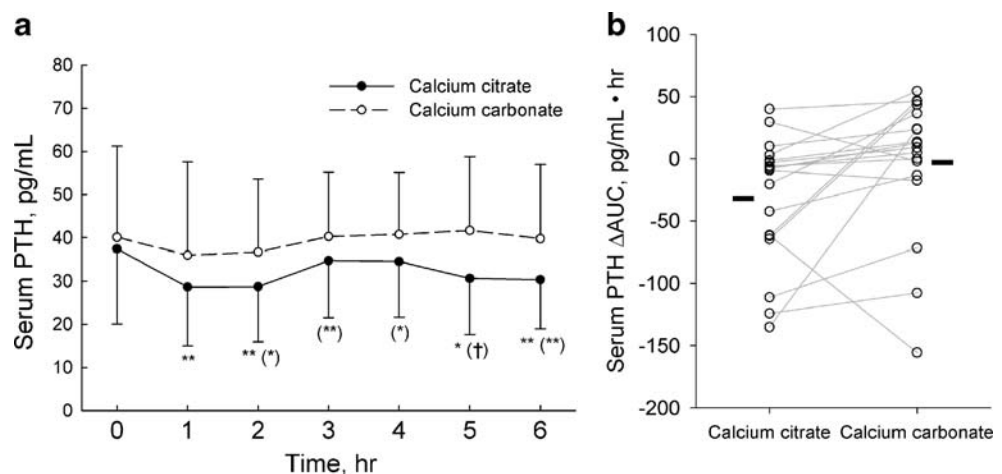 a
Serum PTH, pg/mL
80
70
60
50
40
30
20
10
0
Calcium citrate
Calcium carbonate
**
** (*)
(**)
(*)
* (†)
** (**)
0 1 2 3 4 5 6
Time, hr
b
Serum PTH ΔAUC, pg/mL • hr
100
50
0
-50
-100
-150
-200
Calcium citrate Calcium carbonate